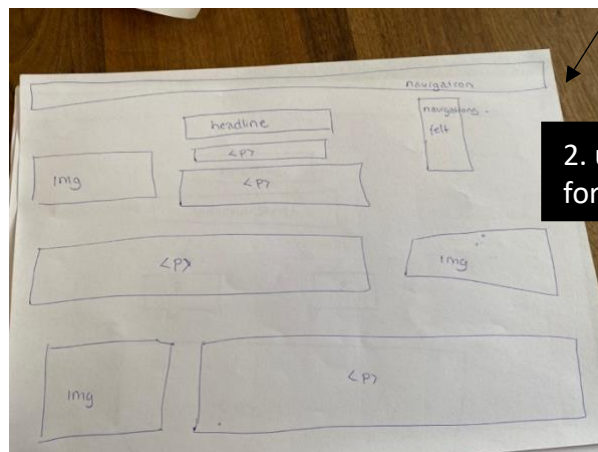 navigation
navigations.
felt
headline
<p>
<p>
img
<p>
img
img
<p>
2.
for